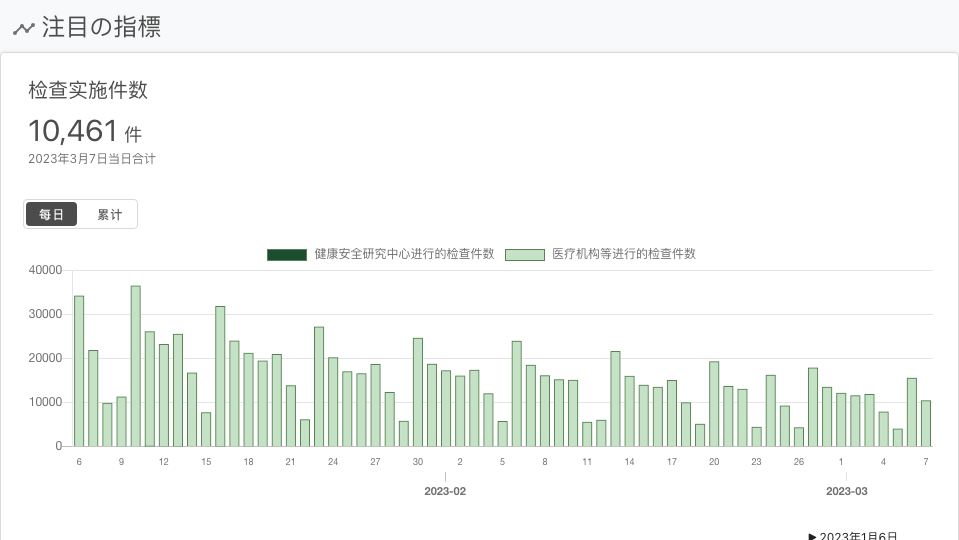 注目の指標
检查实施件数
10,461 件
2023年3月7日当日合计
每日 累计
健康安全研究中心进行的检查件数 医疗机构等进行的检查件数
40000
30000
20000
10000
0
6 9 12 15 18 21 24 27 30 2 5 8 11 14 17 20 23 26 1 4 7
2023-02 2023-03
▶ 2023年1月6日